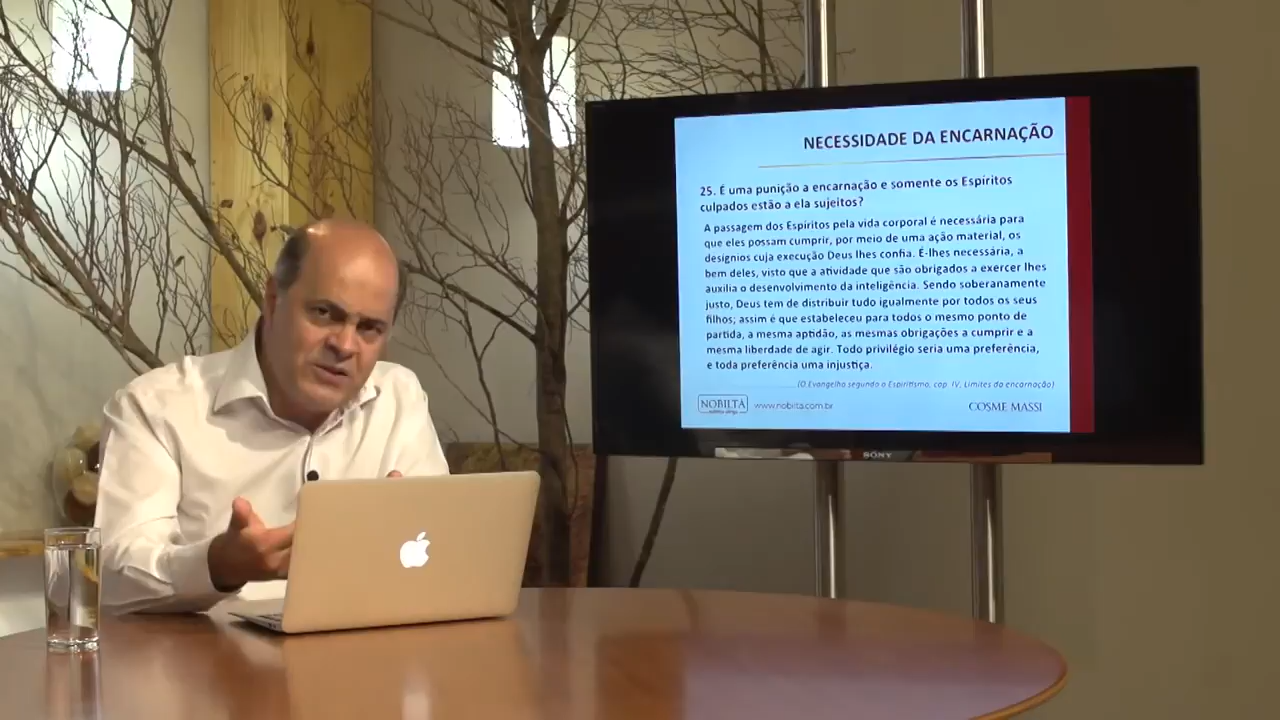 NECESSIDADE DA ENCARNAÇÃO
25. É uma punição a encarnação e somente os Espíritos
culpados estão a ela sujeitos?
A passagem dos Espíritos pela vida corporal é necessária para
que eles possam cumprir, por meio de uma ação material, os
desígnios cuja execução Deus lhes confia. É-lhes necessária, a
bem deles, visto que a atividade que são obrigados a exercer lhes
auxilia o desenvolvimento da inteligência. Sendo soberanamente
justo, Deus tem de distribuir tudo igualmente por todos os seus
filhos; assim é que estabeleceu para todos o mesmo ponto de
partida, a mesma aptidão, as mesmas obrigações a cumprir e a
mesma liberdade de agir. Todo privilégio seria uma preferência,
e toda preferência uma injustiça.
(O Evangelho segundo o Espiritismo, cap. IV, Limites da encarnação)
NOBILTÀ www.nobilta.com.br COSME MASSI
SONY